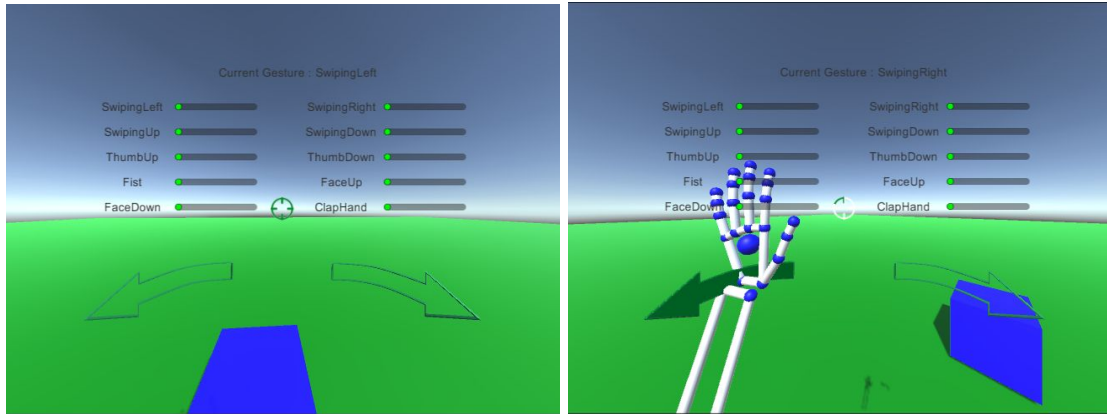 Current Gesture : SwipingLeft
SwipingLeft SwipingRight
SwipingUp SwipingDown
ThumbUp ThumbDown
Fist FaceUp
FaceDown ClapHand
Current Gesture : SwipingRight
SwipingLeft SwipingRight
SwipingUp SwipingDown
ThumbUp ThumbDown
Fist FaceUp
FaceDown ClapHand